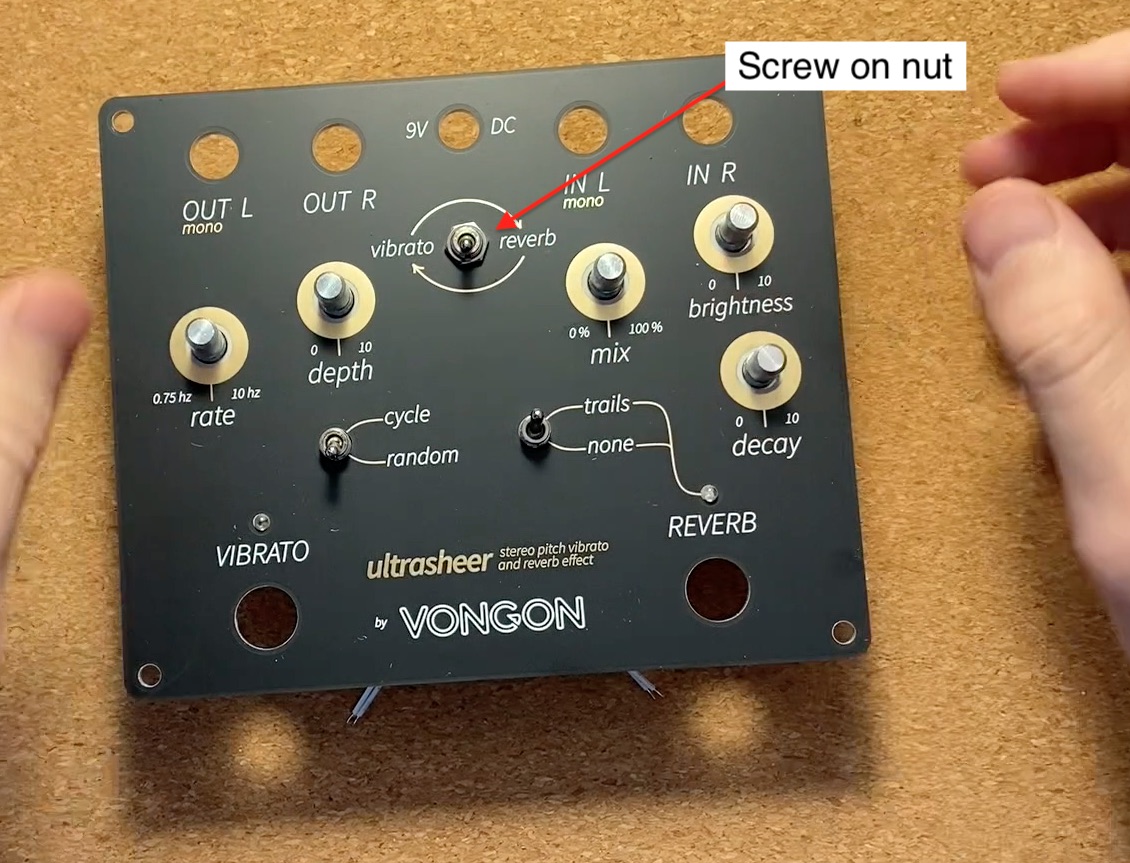 Screw on nut
9V DC
OUT L
mono
OUT R
IN L
mono
IN R
vibrato
reverb
0 10
brightness
0 10
depth
0% 100%
mix
0.75 hz 10 hz
rate
0 10
decay
cycle
random
trails
none
VIBRATO
REVERB
ultrasheer
stereo pitch vibrato
and reverb effect
by VONGON